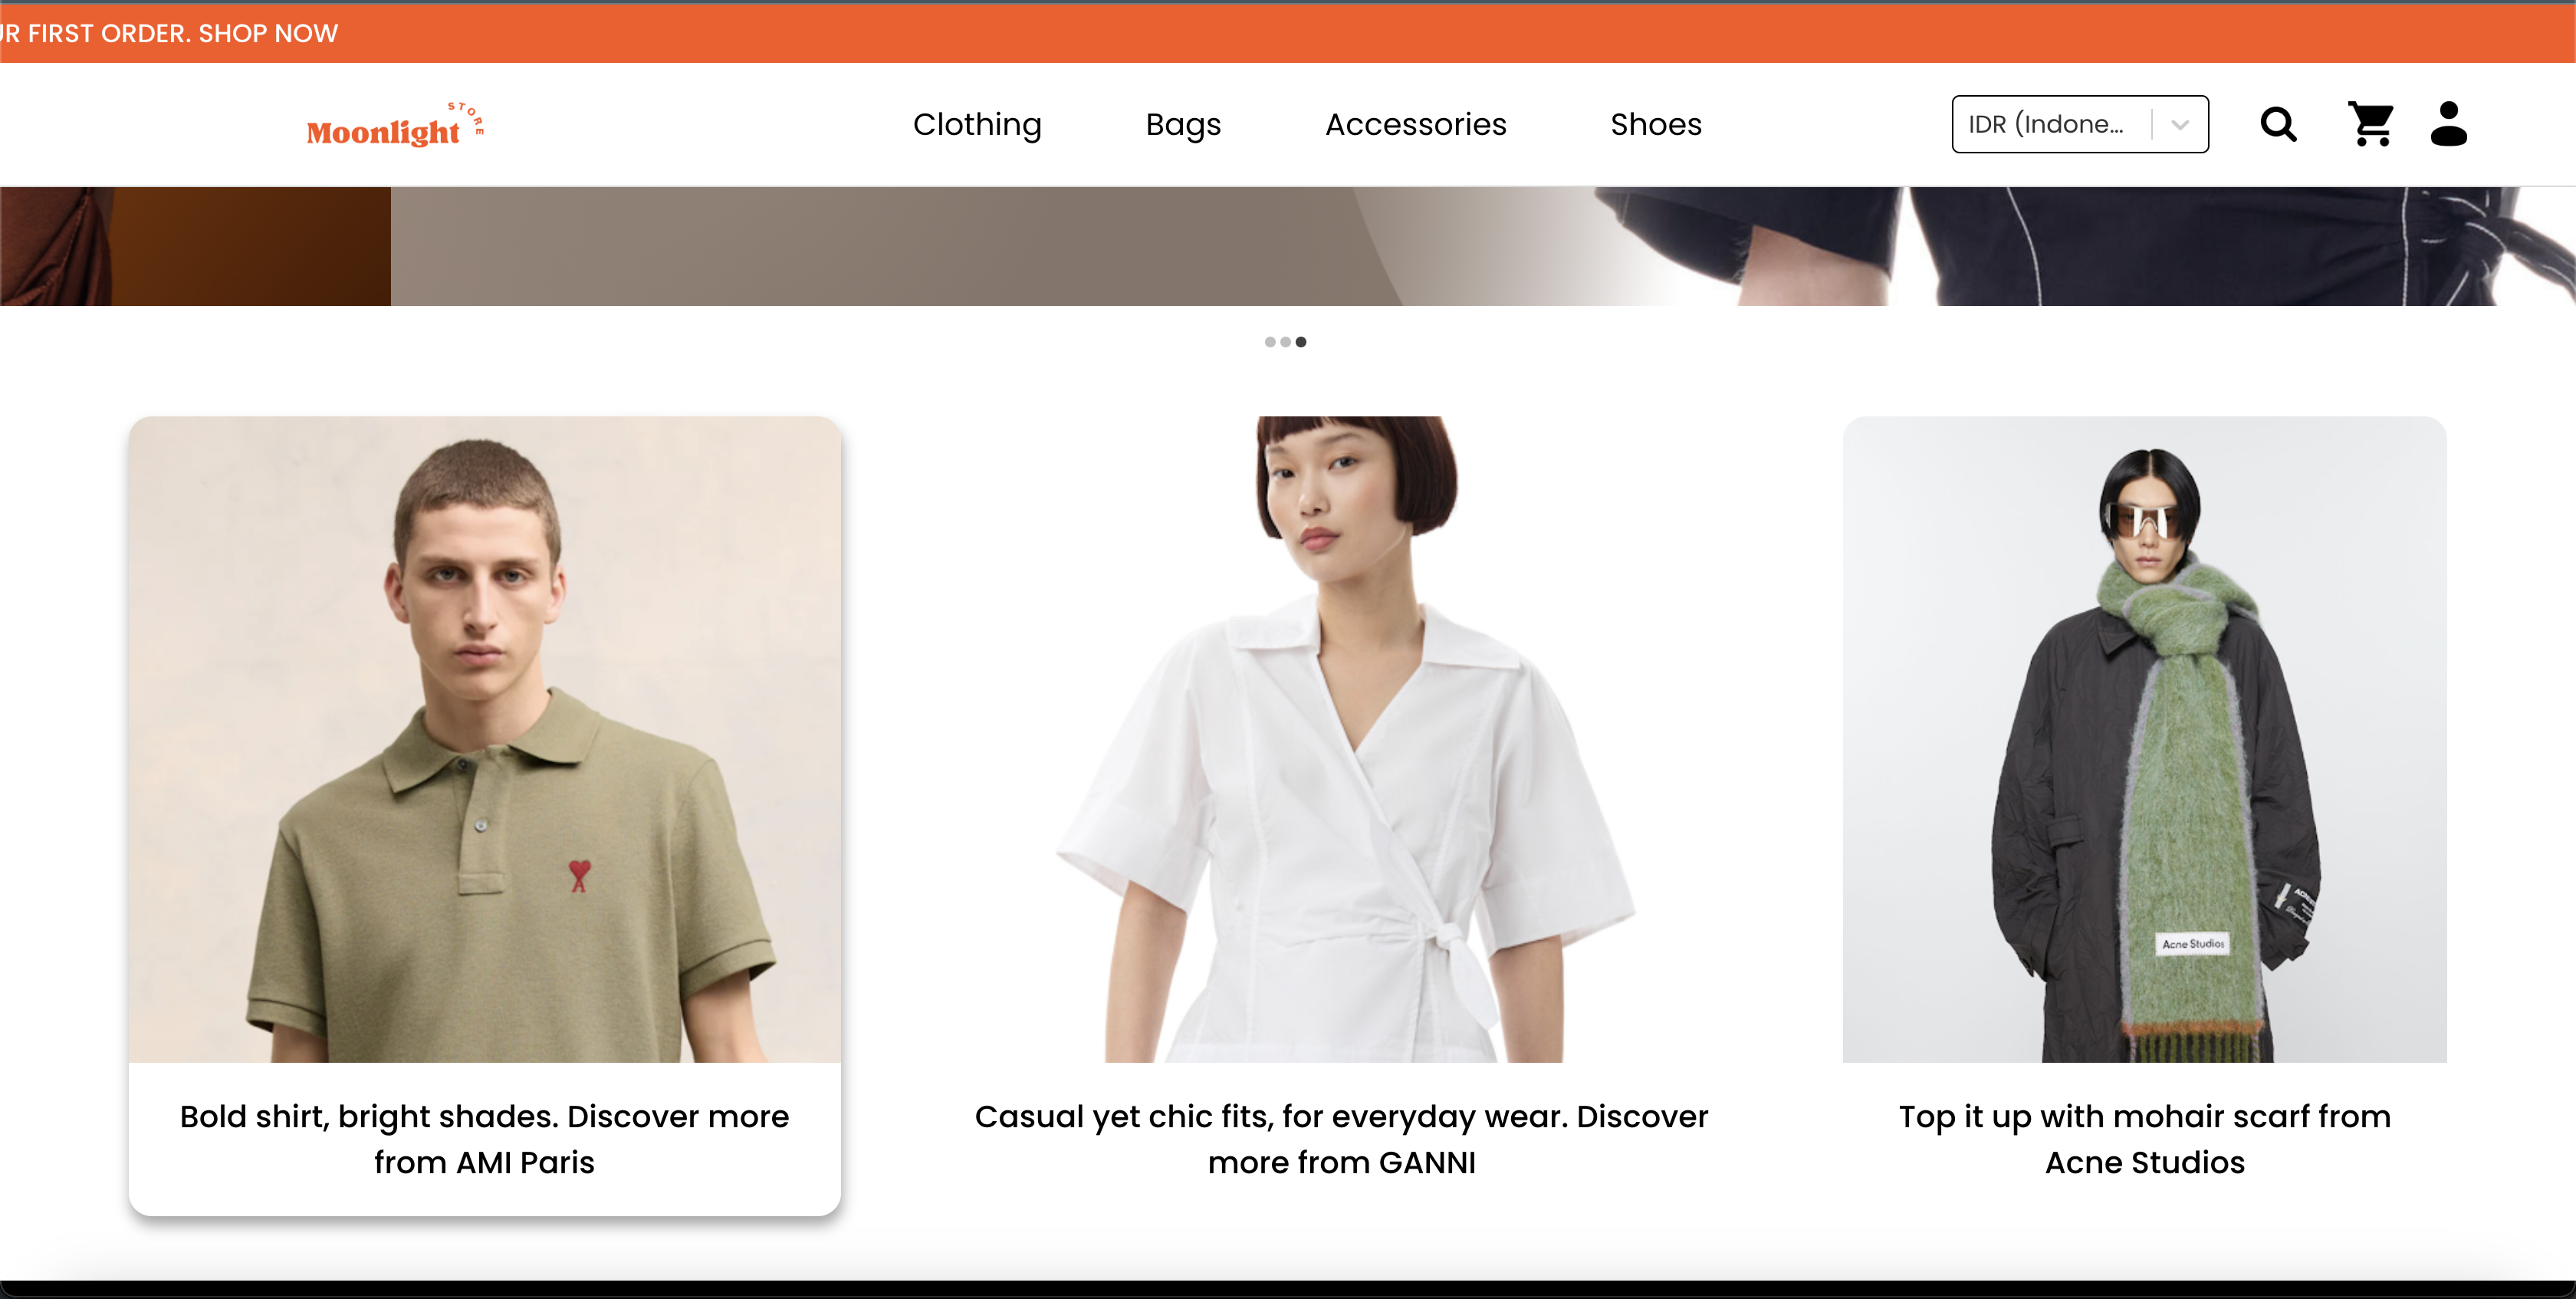 FIRST ORDER. SHOP NOW
Moonlight STORE
Clothing
Bags
Accessories
Shoes
IDR (Indone...
Acne Studios
Bold shirt, bright shades. Discover more
from AMI Paris
Casual yet chic fits, for everyday wear. Discover
more from GANNI
Top it up with mohair scarf from
Acne Studios